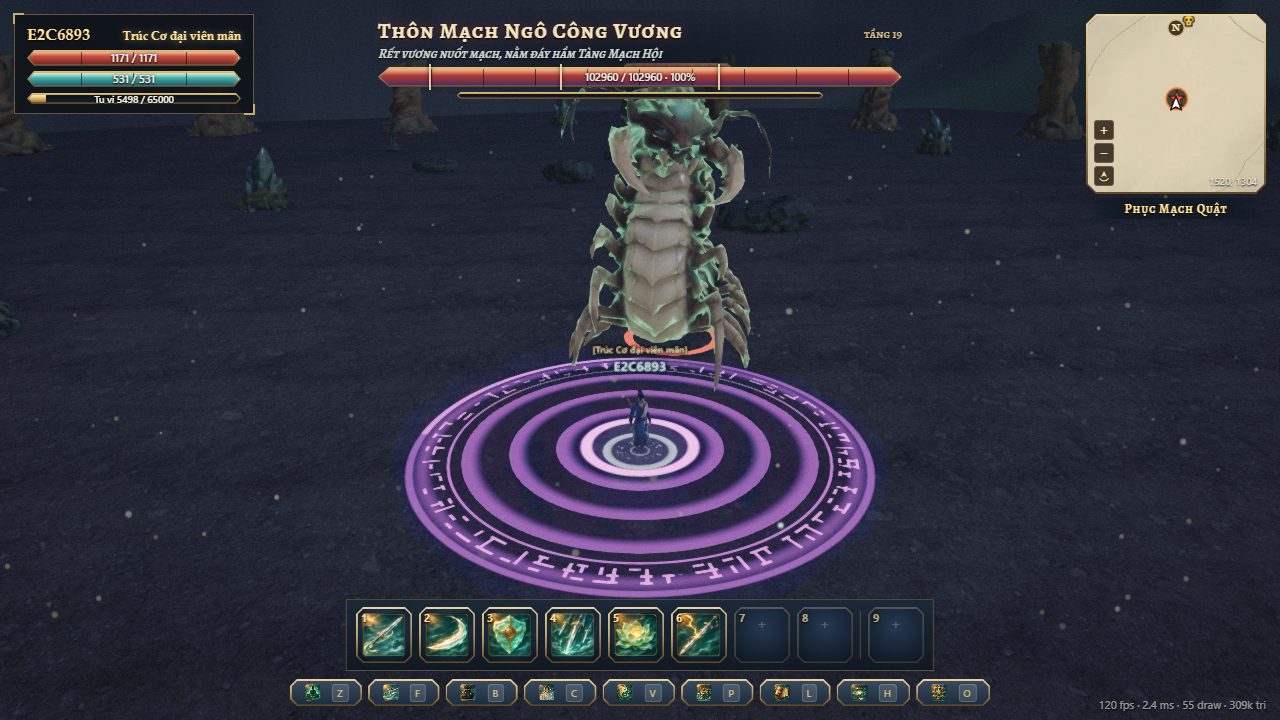 E2C6893 Trúc Cơ đại viên mãn
1171 / 1171
531 / 531
Tu vi 5498 / 65000
Thôn Mạch Ngô Công Vương
TẦNG 19
Rết vương nuốt mạch, nằm đáy hầm Tàng Mạch Hội
102960 / 102960 · 100%
N
+
−
1520, 1304
Phục Mạch Quật
[Trúc Cơ đại viên mãn]
E2C6893
1 2 3 4 5 6 7 8 9
+ + +
Z F B C V P L H O
120 fps · 2.4 ms · 55 draw · 309k tri